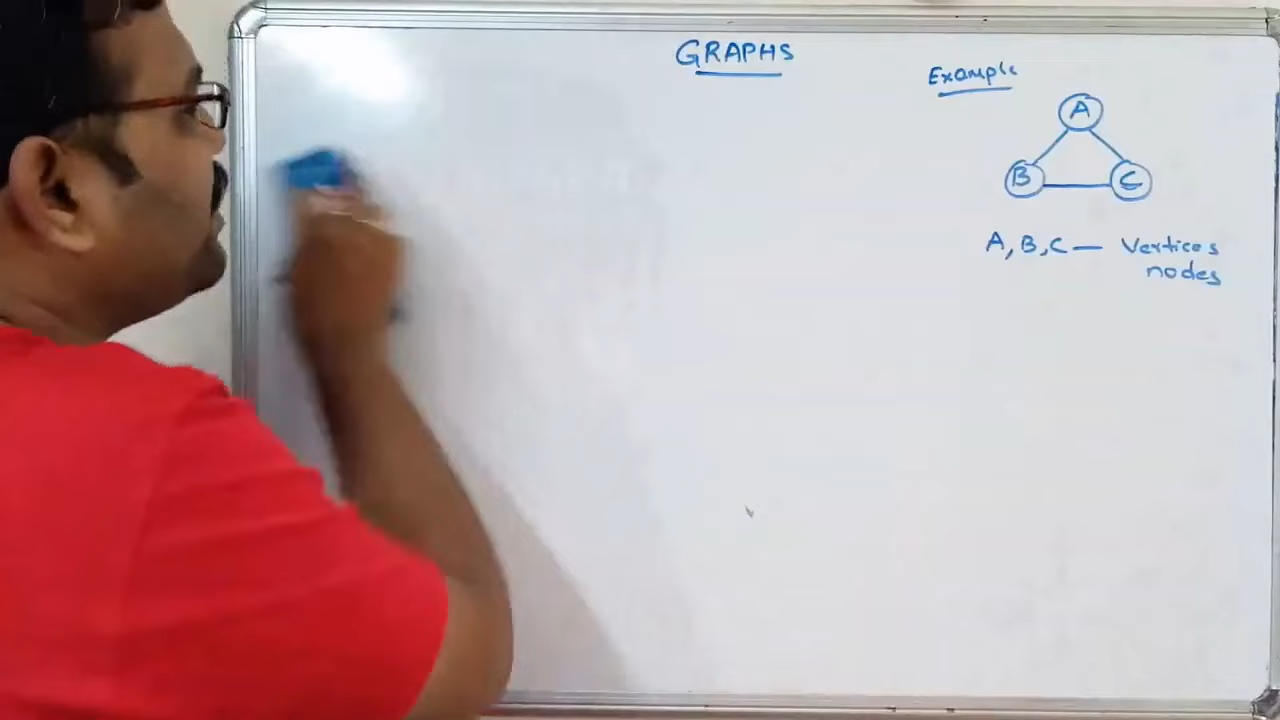 GRAPHS
Example
A
B
C
A, B, C — Vertices
nodes